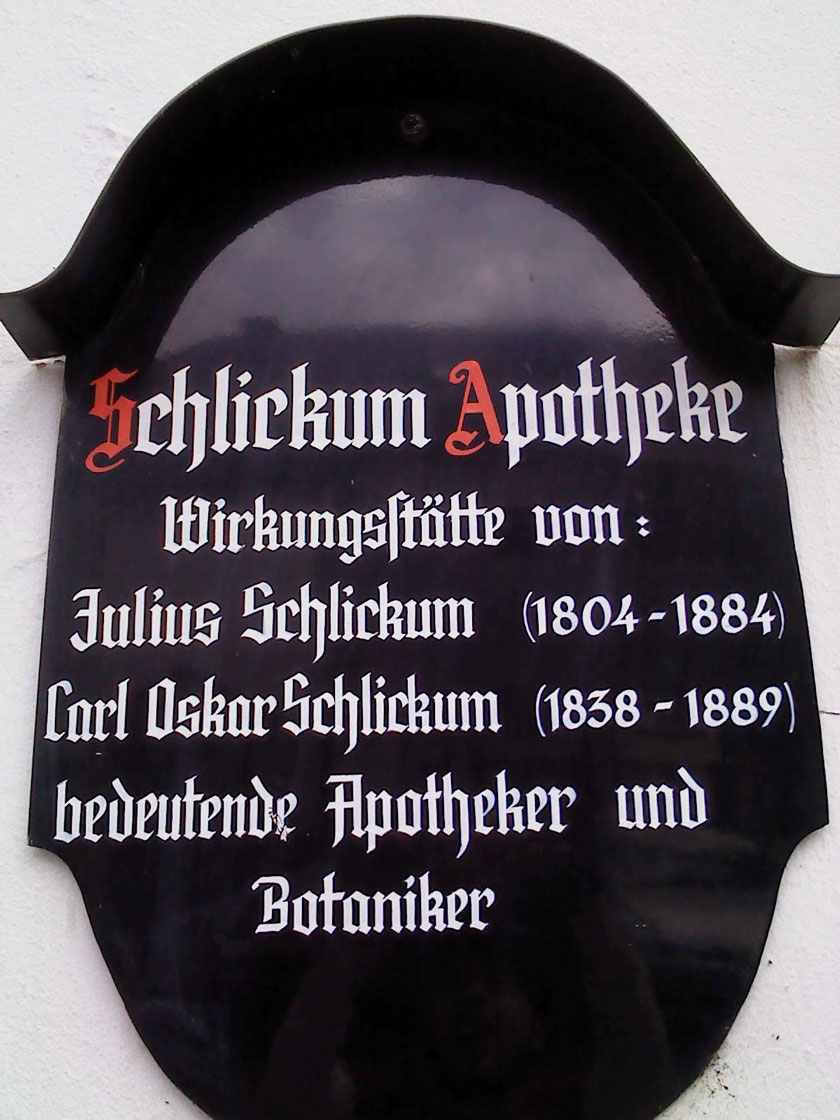 Schlickum Apotheke
Wirkungsſtätte von:
Julius Schlickum (1804-1884)
Carl Oskar Schlickum (1838-1889)
bedeutende Apotheker und
Botaniker